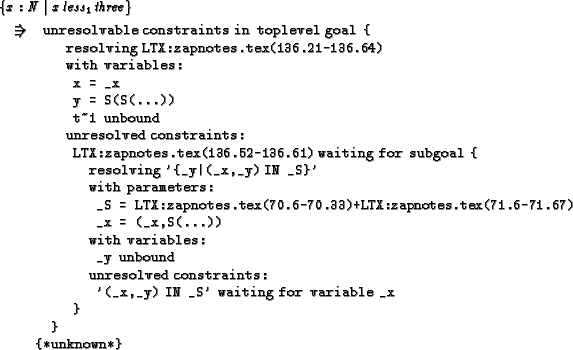 {x : N | x less₁ three}
⇛ unresolvable constraints in toplevel goal {
resolving LTX:zapnotes.tex(136.21-136.64)
with variables:
x = _x
y = S(S(...))
t~1 unbound
unresolved constraints:
LTX:zapnotes.tex(136.52-136.61) waiting for subgoal {
resolving '{_y|(_x,_y) IN _S}'
with parameters:
_S = LTX:zapnotes.tex(70.6-70.33)+LTX:zapnotes.tex(71.6-71.67)
_x = (_x,S(...))
with variables:
_y unbound
unresolved constraints:
'(_x,_y) IN _S' waiting for variable _x
}
}
{*unknown*}